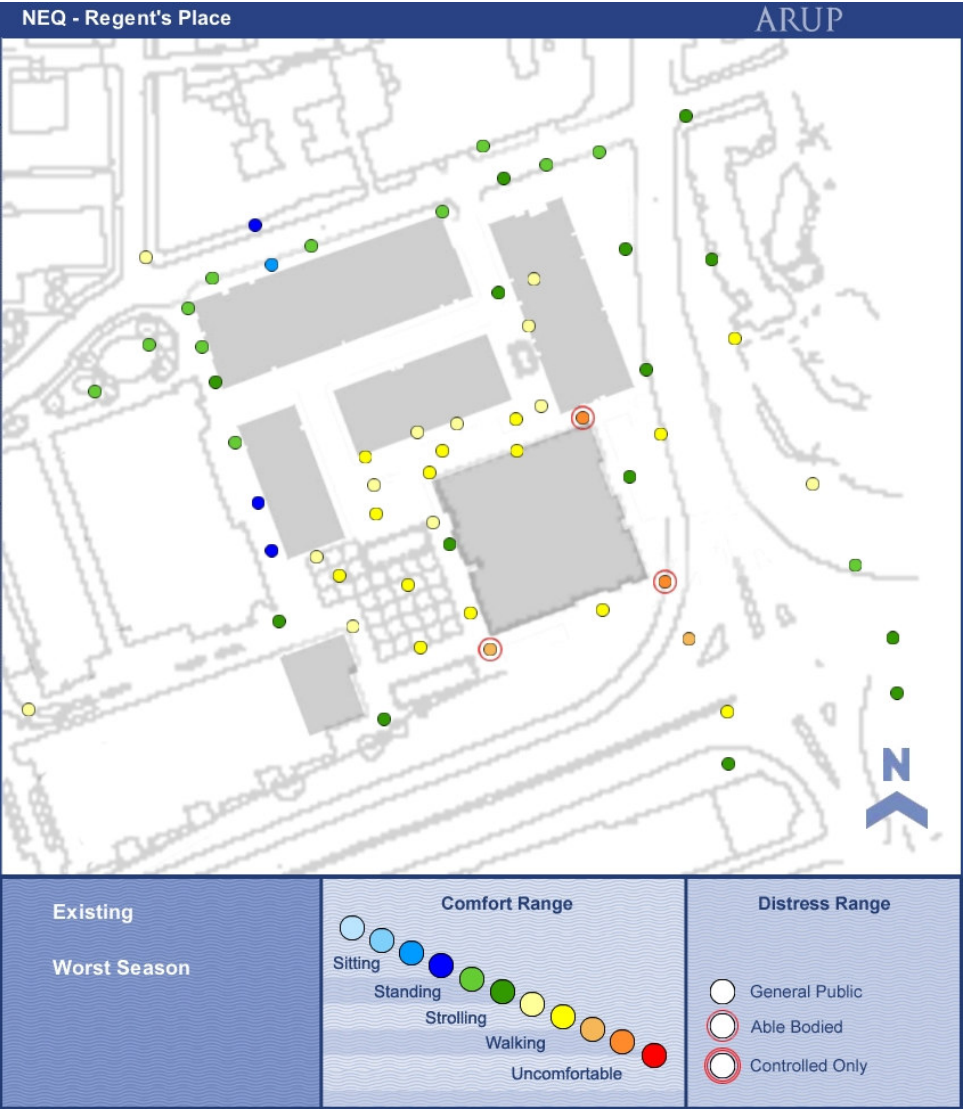 NEQ - Regent's Place
ARUP
N
Existing
Worst Season
Comfort Range
Sitting
Standing
Strolling
Walking
Uncomfortable
Distress Range
General Public
Able Bodied
Controlled Only